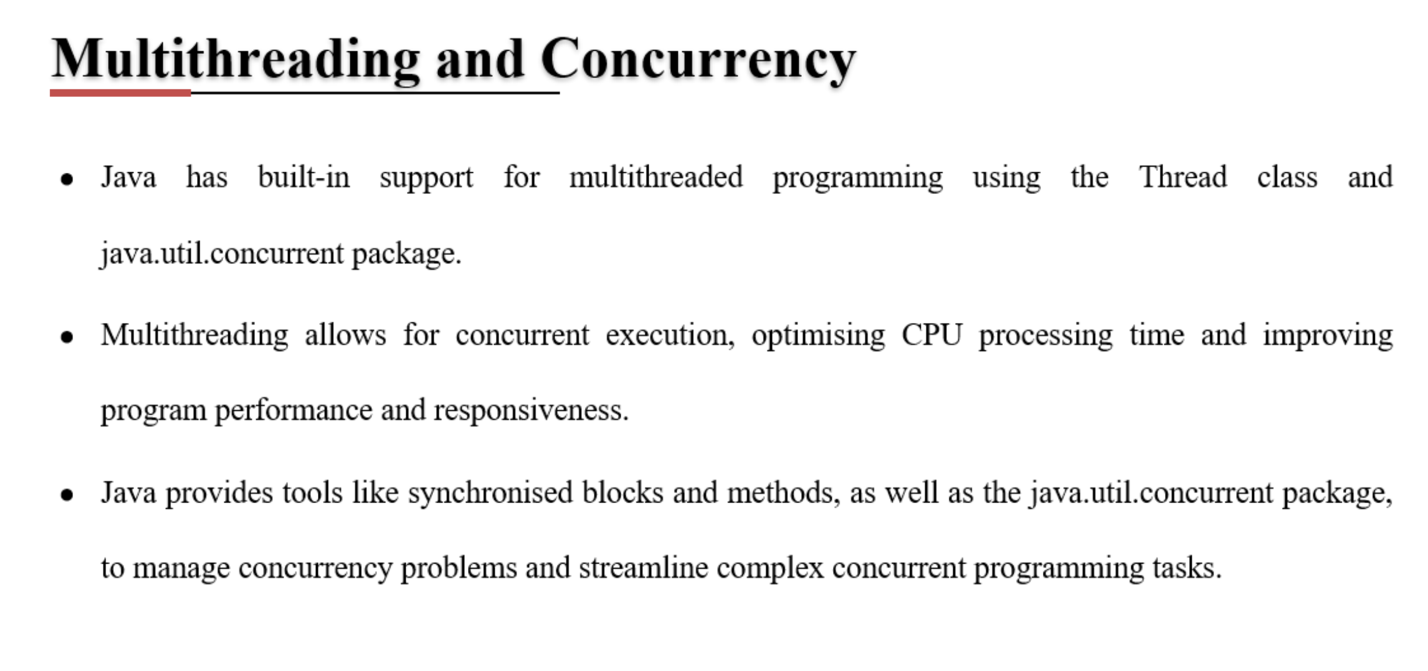 Multithreading and Concurrency
● Java has built-in support for multithreaded programming using the Thread class and
java.util.concurrent package.
● Multithreading allows for concurrent execution, optimising CPU processing time and improving
program performance and responsiveness.
● Java provides tools like synchronised blocks and methods, as well as the java.util.concurrent package,
to manage concurrency problems and streamline complex concurrent programming tasks.